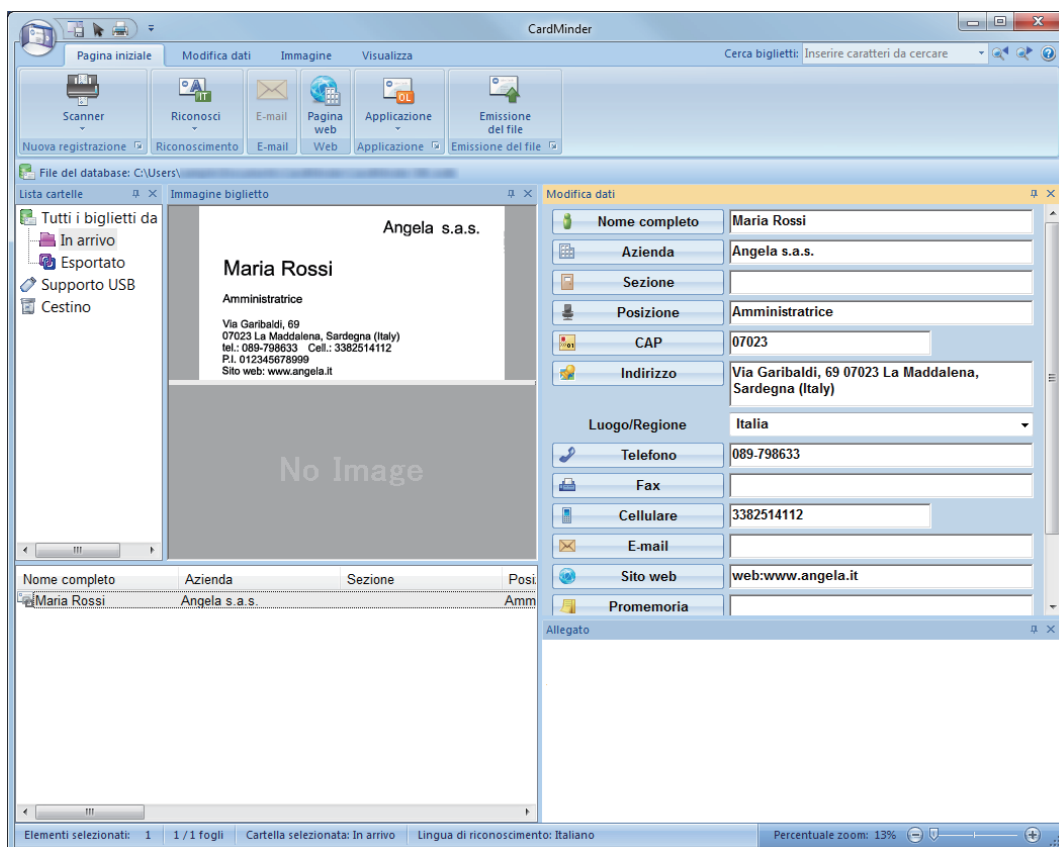 CardMinder
Pagina iniziale Modifica dati Immagine Visualizza
Cerca biglietti: Inserire caratteri da cercare
Scanner
Riconosci
E-mail
Pagina
web
Applicazione
Emissione
del file
Nuova registrazione
Riconoscimento
E-mail
Web
Applicazione
Emissione del file
File del database: C:\Users\
Lista cartelle
Tutti i biglietti da
In arrivo
Esportato
Supporto USB
Cestino
Immagine biglietto
Angela s.a.s.
Maria Rossi
Amministratrice
Via Garibaldi, 69
07023 La Maddalena, Sardegna (Italy)
tel.: 089-798633 Cell.: 3382514112
P.I. 012345678999
Sito web: www.angela.it
No Image
Modifica dati
Nome completo Maria Rossi
Azienda Angela s.a.s.
Sezione
Posizione Amministratrice
CAP 07023
Indirizzo Via Garibaldi, 69 07023 La Maddalena,
Sardegna (Italy)
Luogo/Regione Italia
Telefono 089-798633
Fax
Cellulare 3382514112
E-mail
Sito web web:www.angela.it
Promemoria
Nome completo Azienda Sezione Posi
Maria Rossi Angela s.a.s. Amm
Allegato
Elementi selezionati: 1 1 / 1 fogli Cartella selezionata: In arrivo Lingua di riconoscimento: Italiano Percentuale zoom: 13%